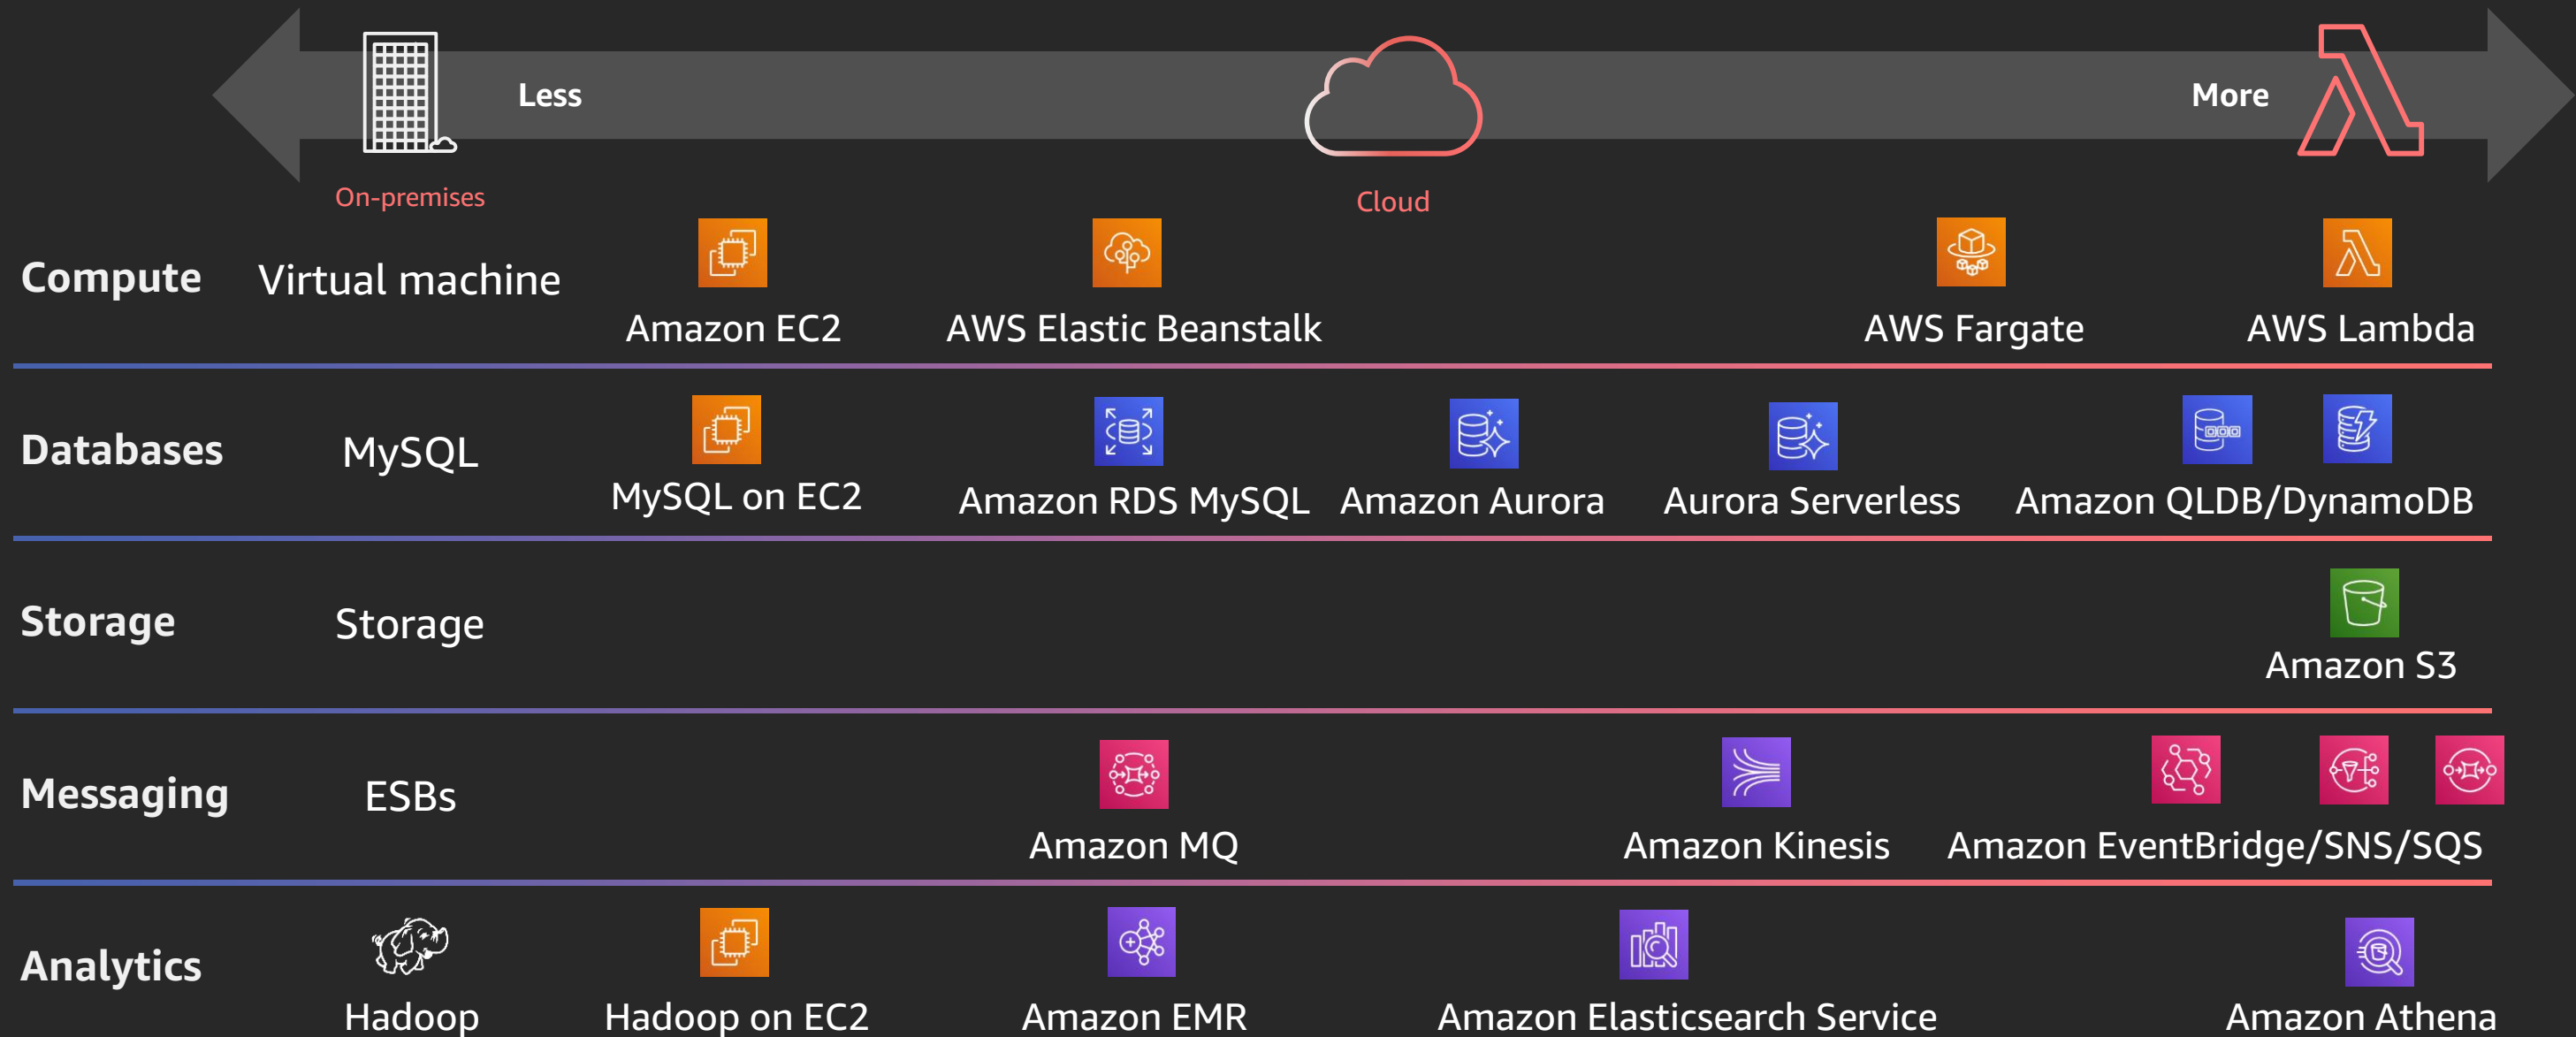 Less
More
On-premises
Cloud
Compute
Virtual machine
Amazon EC2
AWS Elastic Beanstalk
AWS Fargate
AWS Lambda
Databases
MySQL
MySQL on EC2
Amazon RDS MySQL
Amazon Aurora
Aurora Serverless
Amazon QLDB/DynamoDB
Storage
Storage
Amazon S3
Messaging
ESBs
Amazon MQ
Amazon Kinesis
Amazon EventBridge/SNS/SQS
Analytics
Hadoop
Hadoop on EC2
Amazon EMR
Amazon Elasticsearch Service
Amazon Athena